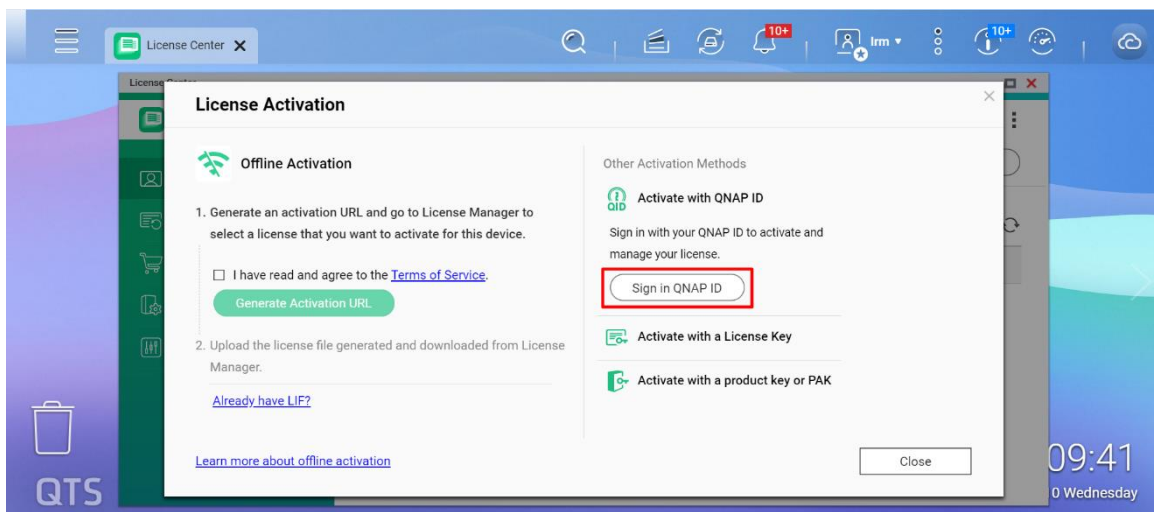 License Center
10+
Irm
10+
License Center
License Activation
Offline Activation
1. Generate an activation URL and go to License Manager to
select a license that you want to activate for this device.
I have read and agree to the Terms of Service.
Generate Activation URL
2. Upload the license file generated and downloaded from License
Manager.
Already have LIF?
Learn more about offline activation
Other Activation Methods
QID
Activate with QNAP ID
Sign in with your QNAP ID to activate and
manage your license.
Sign in QNAP ID
Activate with a License Key
Activate with a product key or PAK
Close
QTS
09:41
0 Wednesday